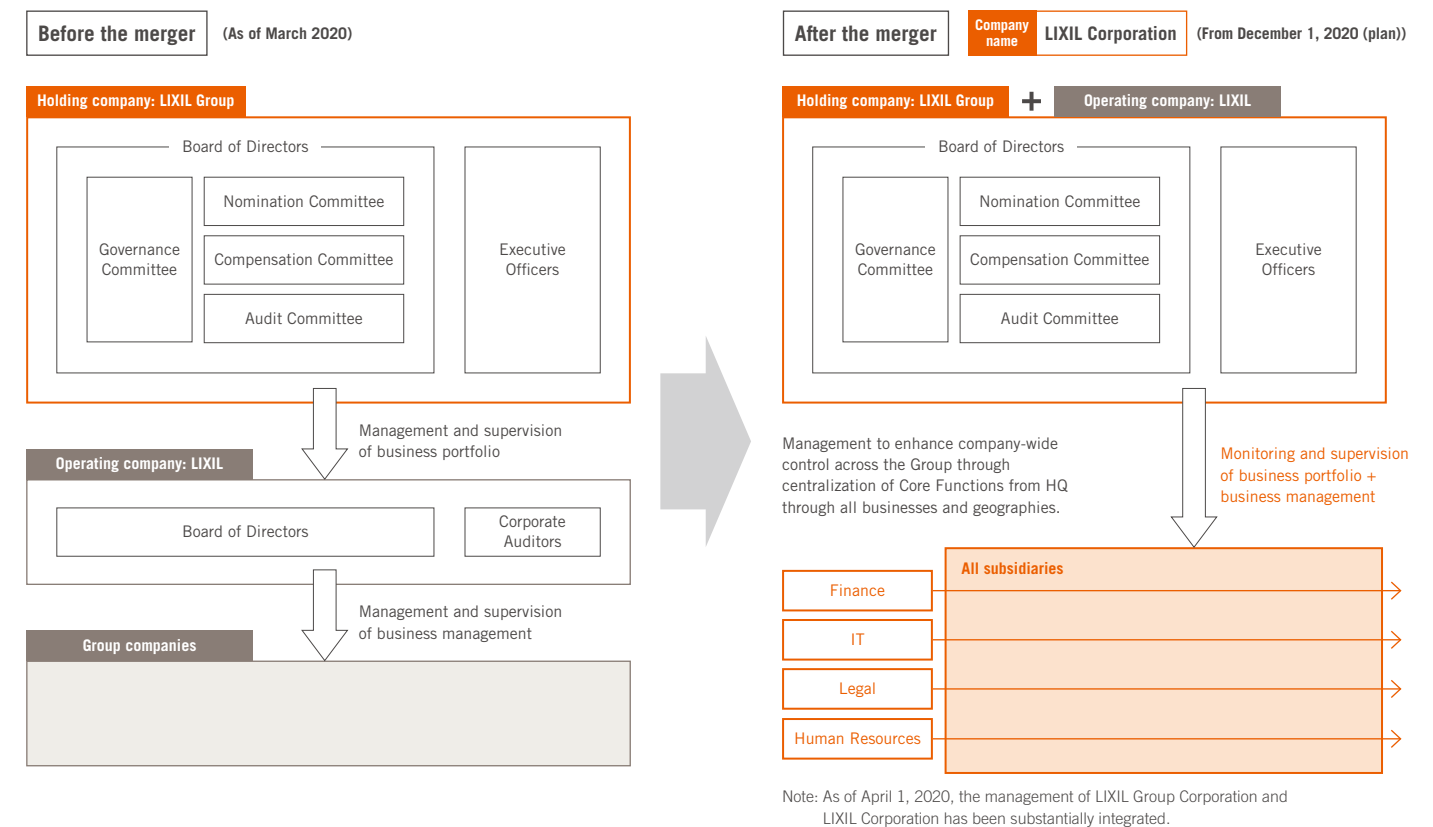 Before the merger
(As of March 2020)
Holding company: LIXIL Group
Board of Directors
Governance
Committee
Nomination Committee
Compensation Committee
Audit Committee
Executive
Officers
Management and supervision
of business portfolio
Operating company: LIXIL
Board of Directors
Corporate
Auditors
Management and supervision
of business management
Group companies
After the merger
Company
name
LIXIL Corporation
(From December 1, 2020 (plan))
Holding company: LIXIL Group
+
Operating company: LIXIL
Board of Directors
Governance
Committee
Nomination Committee
Compensation Committee
Audit Committee
Executive
Officers
Management to enhance company-wide
control across the Group through
centralization of Core Functions from HQ
through all businesses and geographies.
Monitoring and supervision
of business portfolio +
business management
All subsidiaries
Finance
IT
Legal
Human Resources
Note: As of April 1, 2020, the management of LIXIL Group Corporation and
LIXIL Corporation has been substantially integrated.